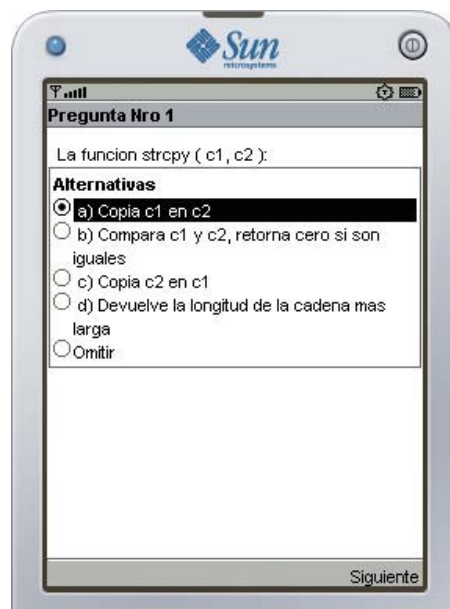 Sun
microsystems
Pregunta Nro 1
La funcion strcpy ( c1, c2 ):
Alternativas
a) Copia c1 en c2
b) Compara c1 y c2, retorna cero si son
iguales
c) Copia c2 en c1
d) Devuelve la longitud de la cadena mas
larga
Omitir
Siguiente